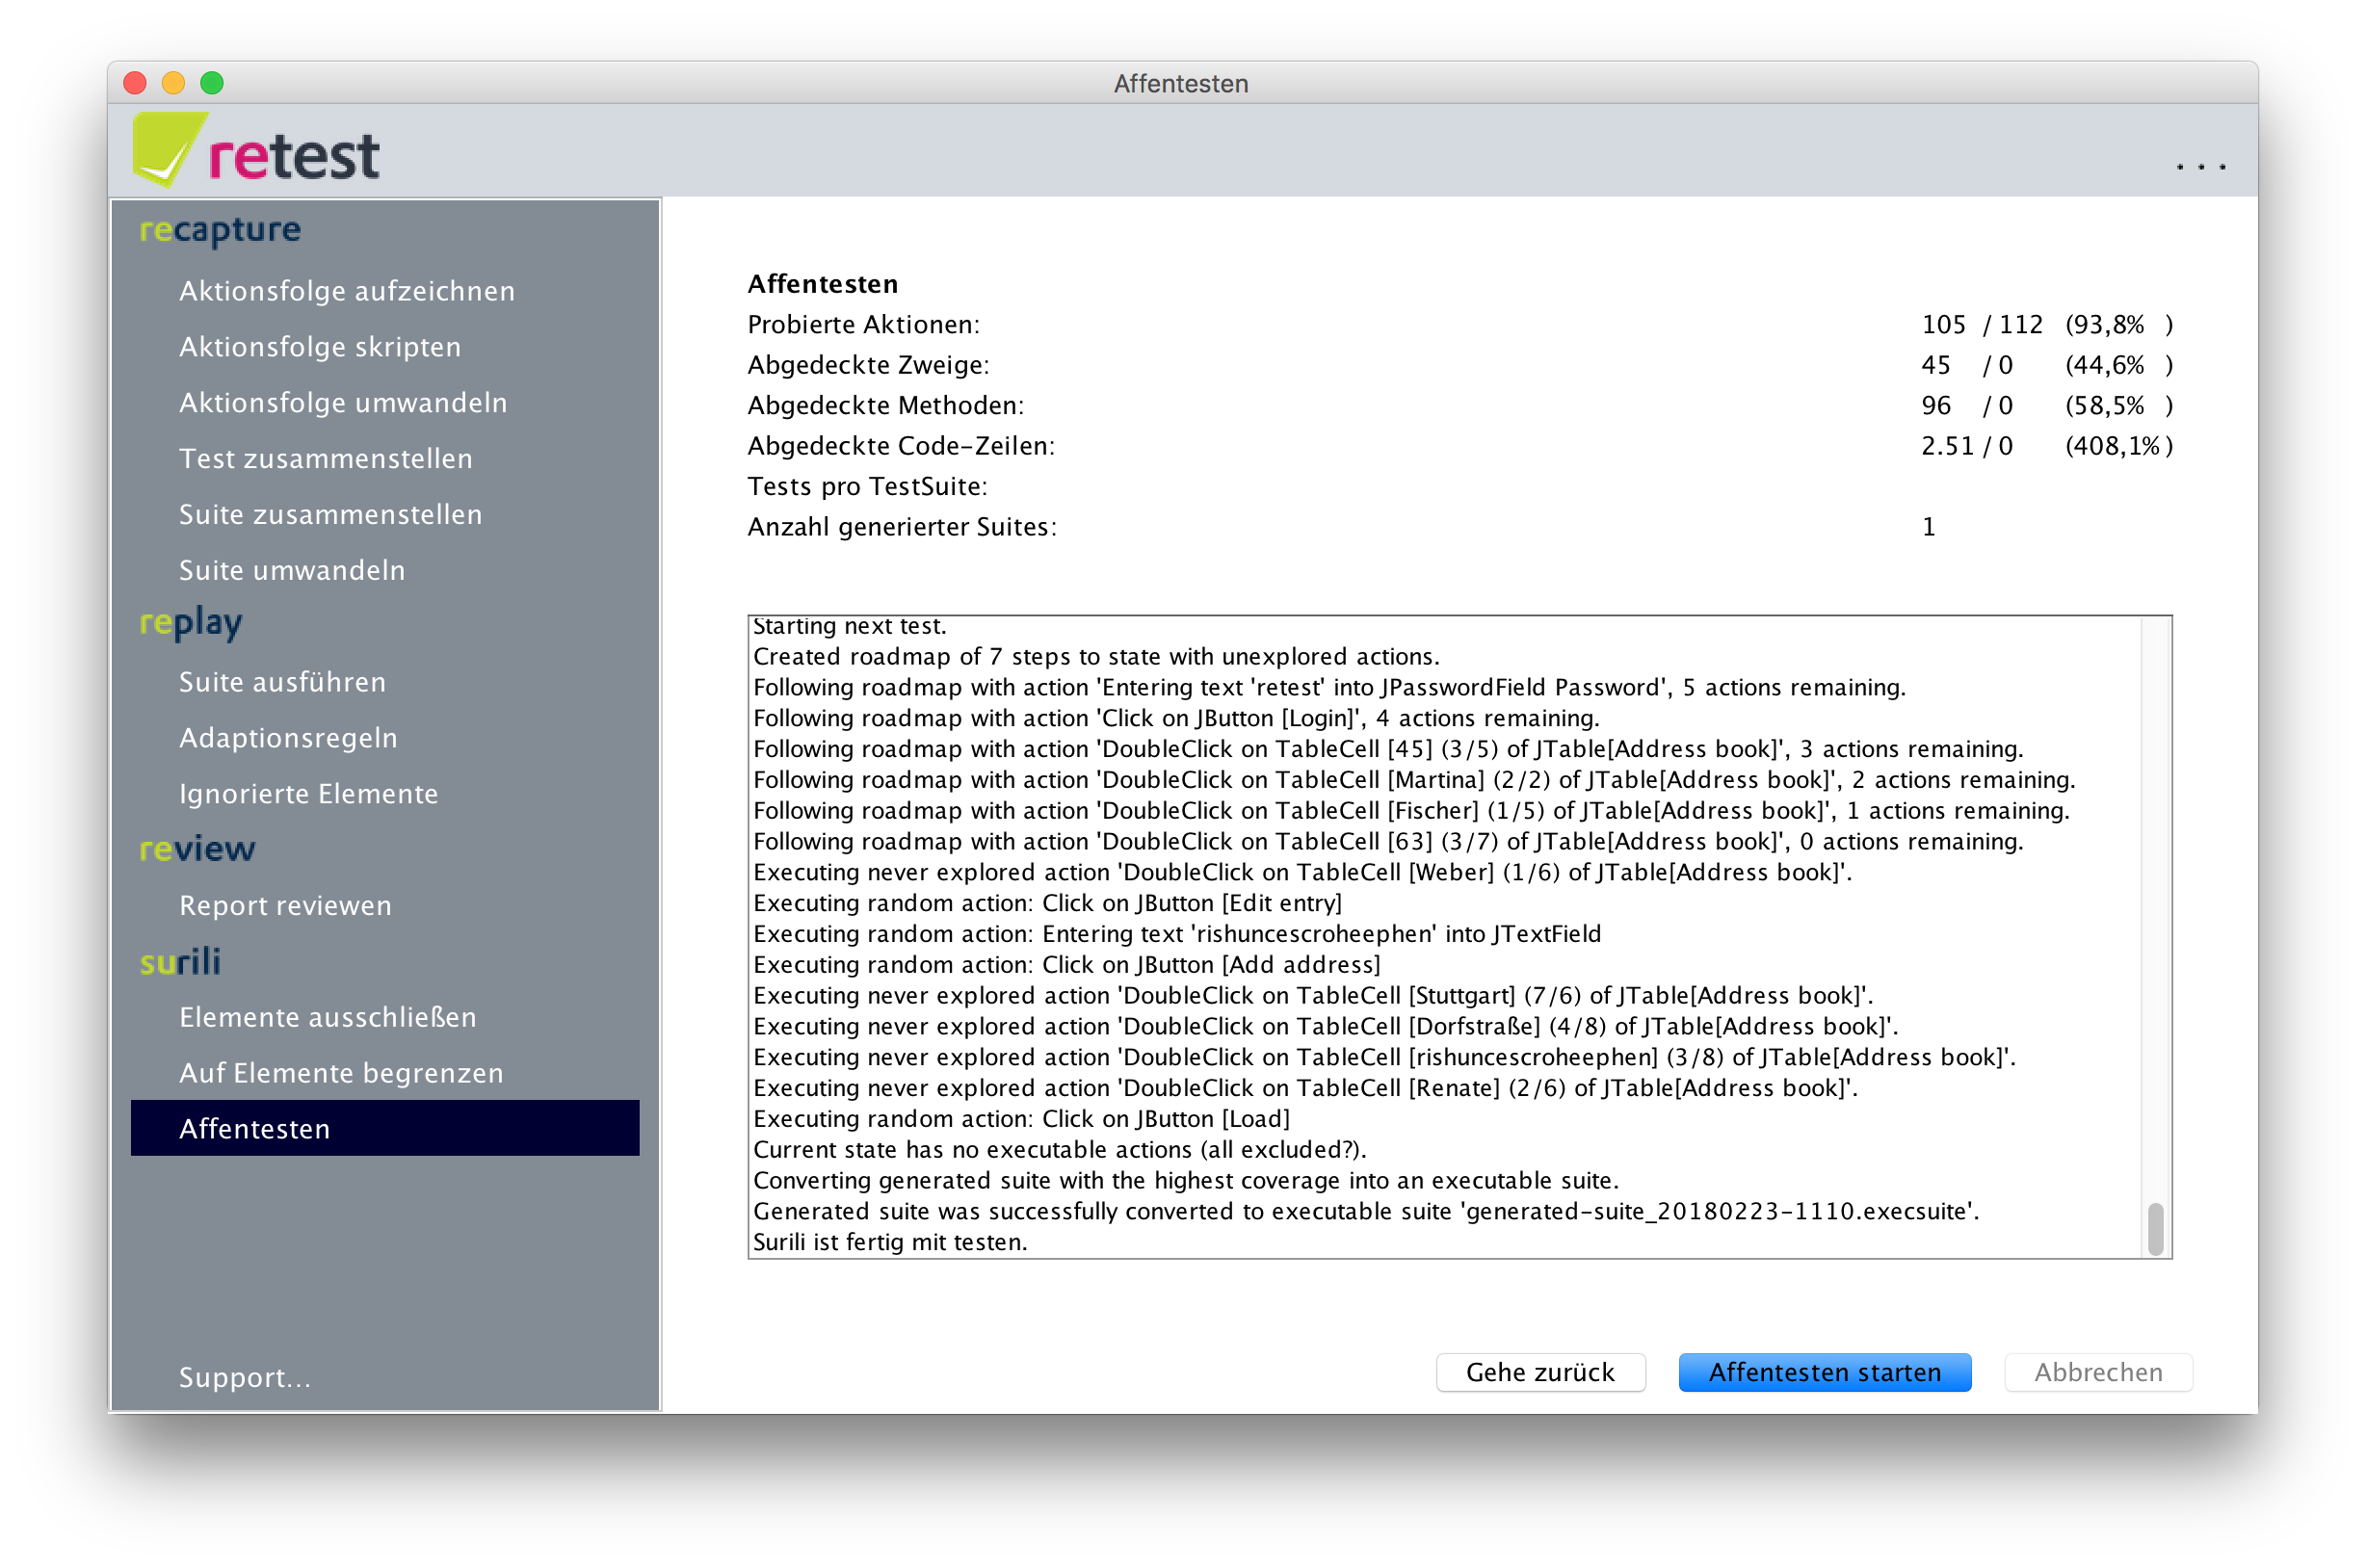 Affentesten
retest
...
recapture
Aktionsfolge aufzeichnen
Aktionsfolge skripten
Aktionsfolge umwandeln
Test zusammenstellen
Suite zusammenstellen
Suite umwandeln
replay
Suite ausführen
Adaptionsregeln
Ignorierte Elemente
review
Report reviewen
surili
Elemente ausschließen
Auf Elemente begrenzen
Affentesten
Support...
Affentesten
Probierte Aktionen: 105 / 112 (93,8% )
Abgedeckte Zweige: 45 / 0 (44,6% )
Abgedeckte Methoden: 96 / 0 (58,5% )
Abgedeckte Code-Zeilen: 2.51 / 0 (408,1%)
Tests pro TestSuite:
Anzahl generierter Suites: 1
Starting next test.
Created roadmap of 7 steps to state with unexplored actions.
Following roadmap with action 'Entering text 'retest' into JPasswordField Password', 5 actions remaining.
Following roadmap with action 'Click on JButton [Login]', 4 actions remaining.
Following roadmap with action 'DoubleClick on TableCell [45] (3/5) of JTable[Address book]', 3 actions remaining.
Following roadmap with action 'DoubleClick on TableCell [Martina] (2/2) of JTable[Address book]', 2 actions remaining.
Following roadmap with action 'DoubleClick on TableCell [Fischer] (1/5) of JTable[Address book]', 1 actions remaining.
Following roadmap with action 'DoubleClick on TableCell [63] (3/7) of JTable[Address book]', 0 actions remaining.
Executing never explored action 'DoubleClick on TableCell [Weber] (1/6) of JTable[Address book]'.
Executing random action: Click on JButton [Edit entry]
Executing random action: Entering text 'rishuncescroheephen' into JTextField
Executing random action: Click on JButton [Add address]
Executing never explored action 'DoubleClick on TableCell [Stuttgart] (7/6) of JTable[Address book]'.
Executing never explored action 'DoubleClick on TableCell [Dorfstraße] (4/8) of JTable[Address book]'.
Executing never explored action 'DoubleClick on TableCell [rishuncescroheephen] (3/8) of JTable[Address book]'.
Executing never explored action 'DoubleClick on TableCell [Renate] (2/6) of JTable[Address book]'.
Executing random action: Click on JButton [Load]
Current state has no executable actions (all excluded?).
Converting generated suite with the highest coverage into an executable suite.
Generated suite was successfully converted to executable suite 'generated-suite_20180223-1110.execsuite'.
Surili ist fertig mit testen.
Gehe zurück
Affentesten starten
Abbrechen